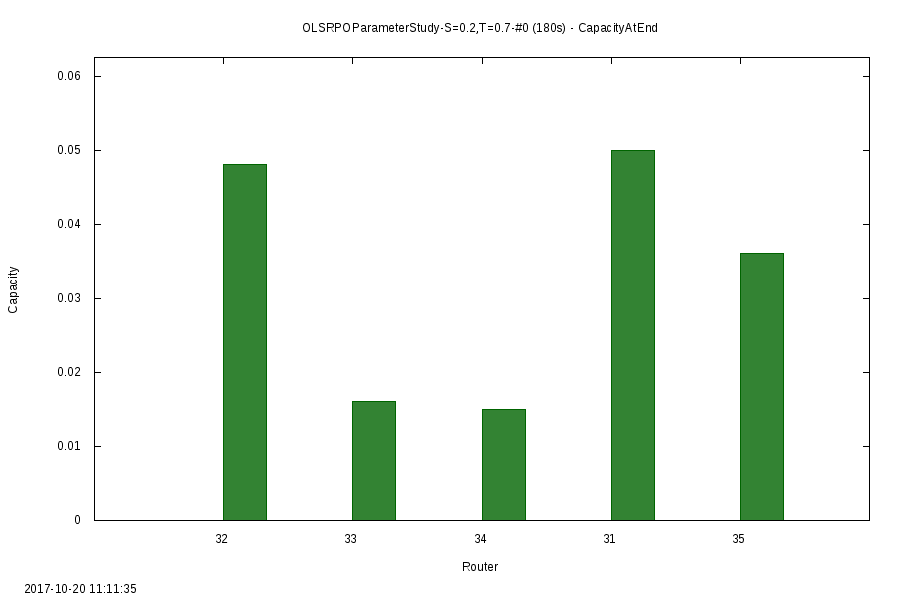 OLSRPOParameterStudy-S=0.2,T=0.7-#0 (180s) - CapacityAtEnd
0.06
0.05
0.04
0.03
0.02
0.01
0
Capacity
32 33 34 31 35
Router
2017-10-20 11:11:35